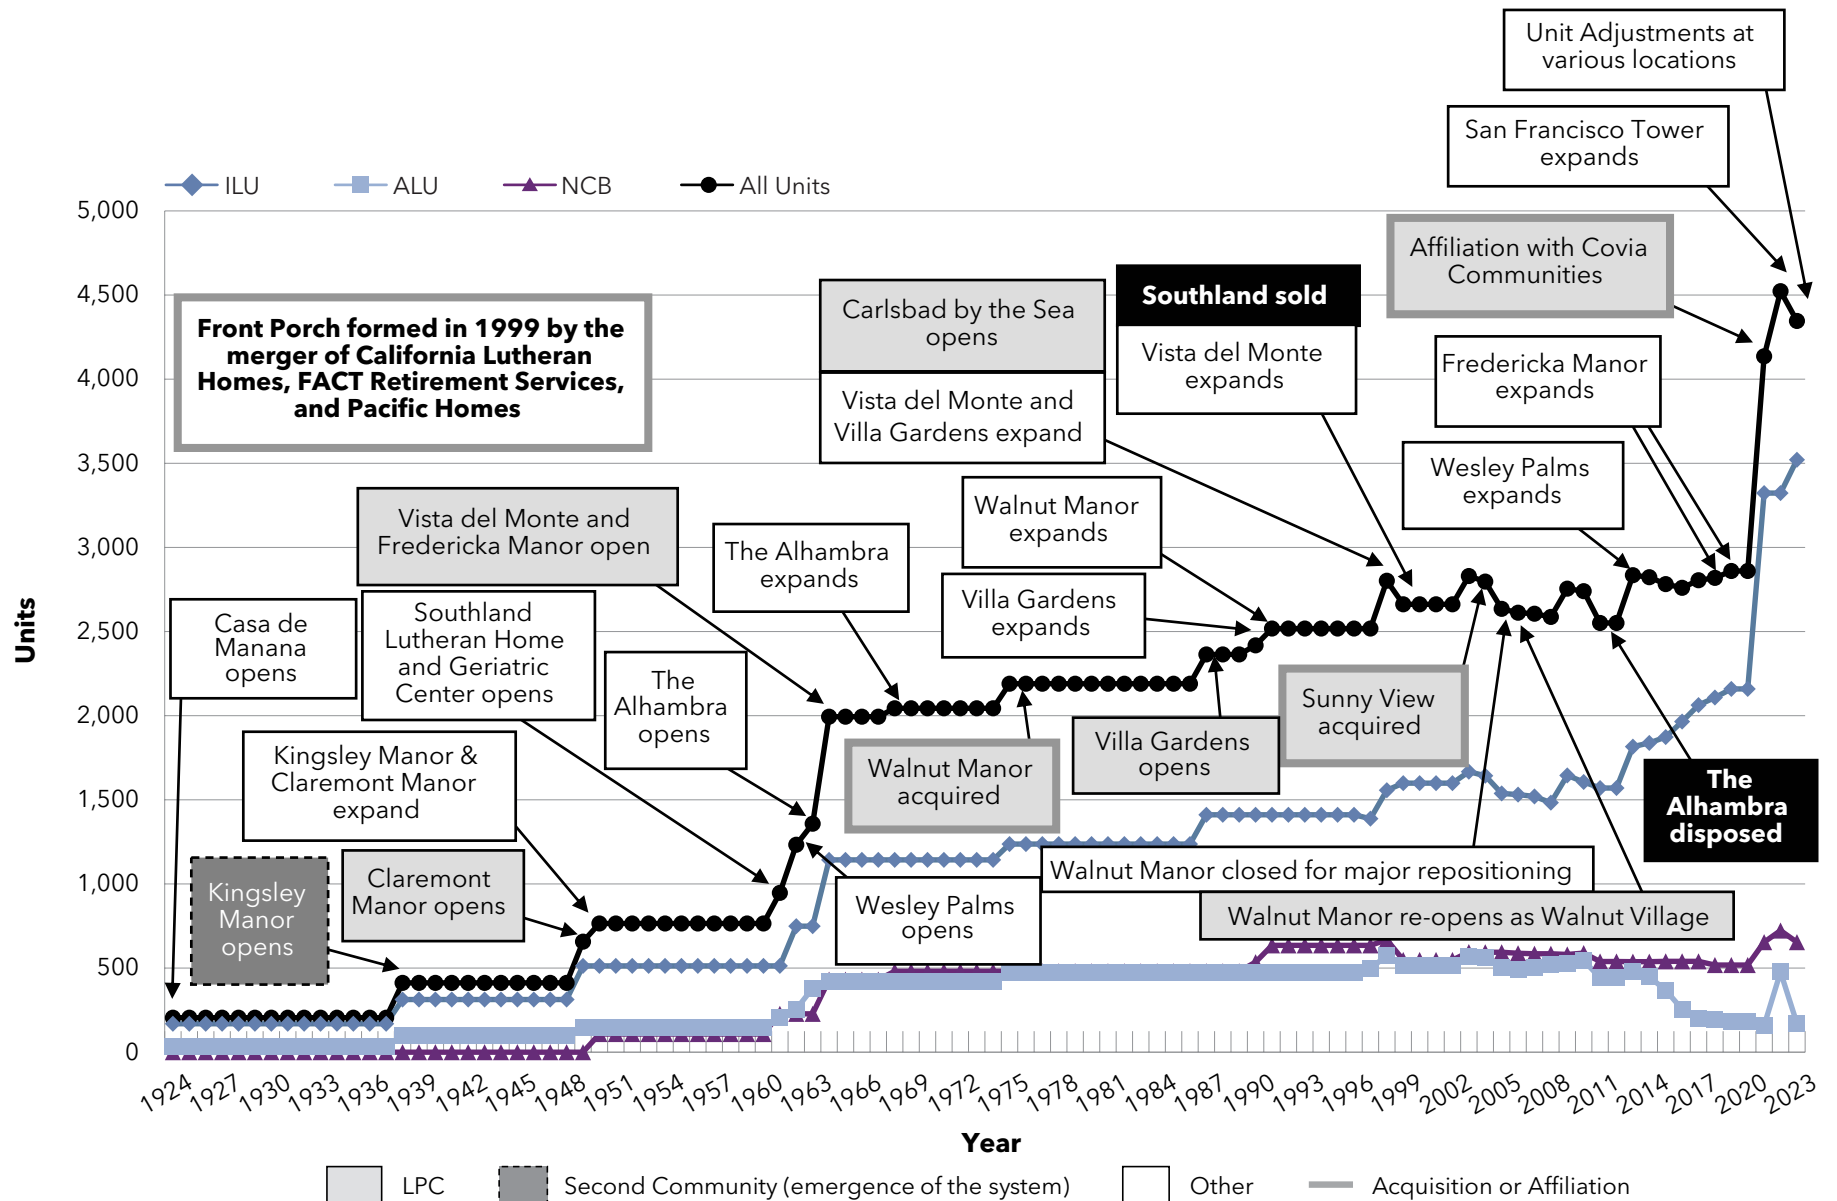 Unit Adjustments at
various locations
San Francisco Tower
expands
ILU
ALU
NCB
All Units
5,000
4,500
4,000
3,500
3,000
2,500
2,000
1,500
1,000
500
0
Units
Front Porch formed in 1999 by the
merger of California Lutheran
Homes, FACT Retirement Services,
and Pacific Homes
Carlsbad by the Sea
opens
Vista del Monte and
Villa Gardens expand
Southland sold
Vista del Monte
expands
Affiliation with Covia
Communities
Fredericka Manor
expands
Wesley Palms
expands
Vista del Monte and
Fredericka Manor open
The Alhambra
expands
Walnut Manor
expands
Villa Gardens
expands
Casa de
Manana
opens
Southland
Lutheran Home
and Geriatric
Center opens
The
Alhambra
opens
Kingsley Manor &
Claremont Manor
expand
Walnut Manor
acquired
Villa Gardens
opens
Sunny View
acquired
The
Alhambra
disposed
Kingsley
Manor
opens
Claremont
Manor opens
Wesley Palms
opens
Walnut Manor closed for major repositioning
Walnut Manor re-opens as Walnut Village
1924
1927
1930
1933
1936
1939
1942
1945
1948
1951
1954
1957
1960
1963
1966
1969
1972
1975
1978
1981
1984
1987
1990
1993
1996
1999
2002
2005
2008
2011
2014
2017
2020
2023
Year
LPC
Second Community (emergence of the system)
Other
Acquisition or Affiliation